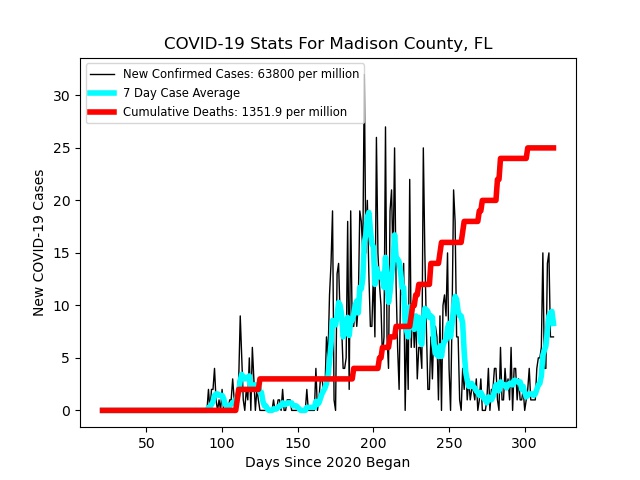 COVID-19 Stats For Madison County, FL
New Confirmed Cases: 63800 per million
7 Day Case Average
Cumulative Deaths: 1351.9 per million
New COVID-19 Cases
30
25
20
15
10
5
0
50
100
150
200
250
300
Days Since 2020 Began